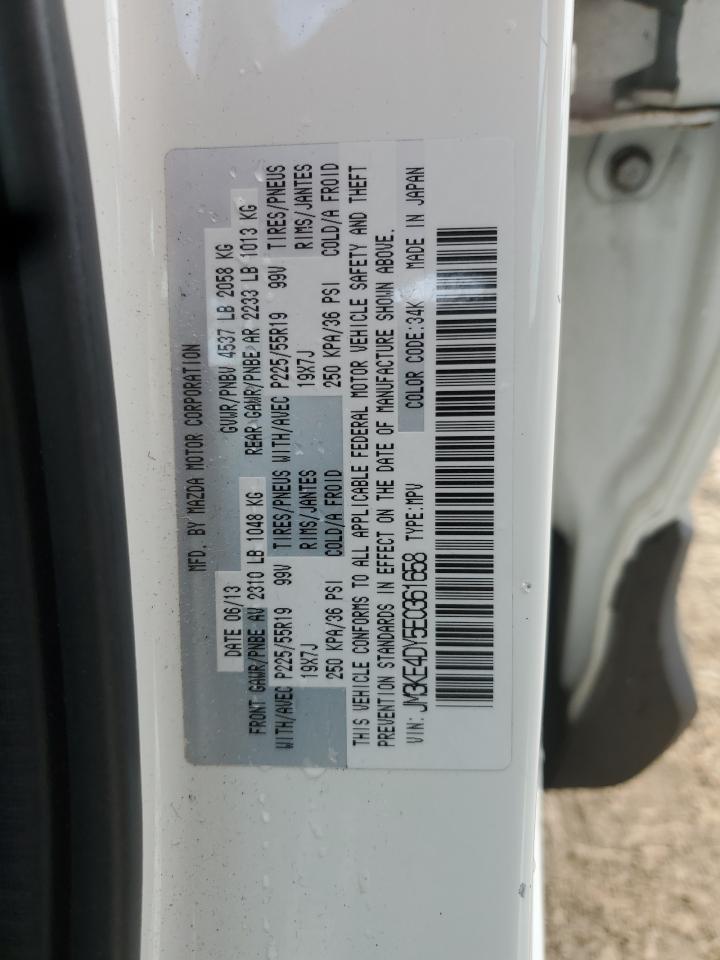 MFD. BY MAZDA MOTOR CORPORATION
DATE 06/13 GVWR/PNBV 4537 LB 2058 KG
FRONT GAWR/PNBE AV 2310 LB 1048 KG REAR GAWR/PNBE AR 2233 LB 1013 KG
WITH/AVEC P225/55R19 99V TIRES/PNEUS WITH/AVEC P225/55R19 99V TIRES/PNEUS
19X7J RIMS/JANTES 19X7J RIMS/JANTES
250 KPA/36 PSI COLD/A FROID 250 KPA/36 PSI COLD/A FROID
THIS VEHICLE CONFORMS TO ALL APPLICABLE FEDERAL MOTOR VEHICLE SAFETY AND THEFT
PREVENTION STANDARDS IN EFFECT ON THE DATE OF MANUFACTURE SHOWN ABOVE.
VIN: JM3KE4DY5E0361658 TYPE:MPV COLOR CODE:34K MADE IN JAPAN